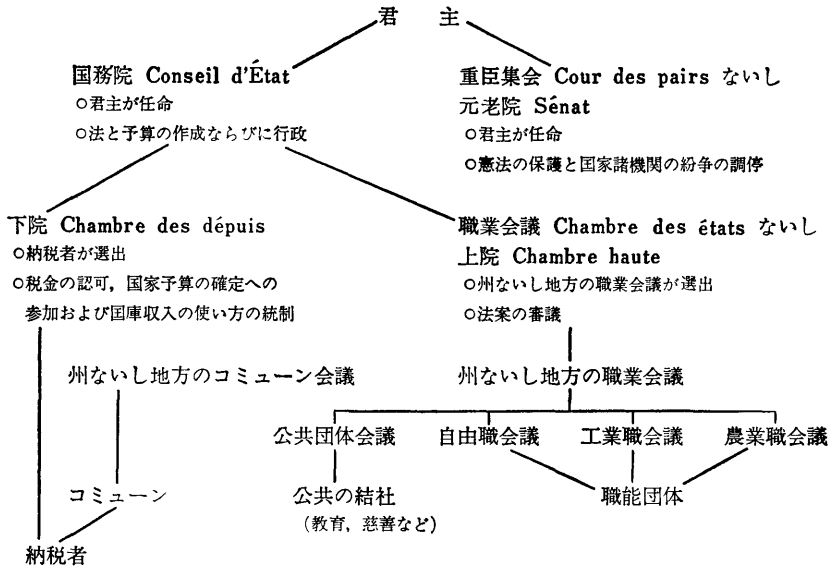 君　主
国務院 Conseil d'État
○君主が任命
○法と予算の作成ならびに行政
重臣集会 Cour des pairs ないし
元老院 Sénat
○君主が任命
○憲法の保護と国家諸機関の紛争の調停
下院 Chambre des dépuis
○納税者が選出
○税金の認可，国家予算の確定への
参加および国庫収入の使い方の統制
職業会議 Chambre des états ないし
上院 Chambre haute
○州ないし地方の職業会議が選出
○法案の審議
州ないし地方のコミューン会議
州ないし地方の職業会議
公共団体会議
自由職会議
工業職会議
農業職会議
コミューン
公共の結社
（教育，慈善など）
職能団体
納税者